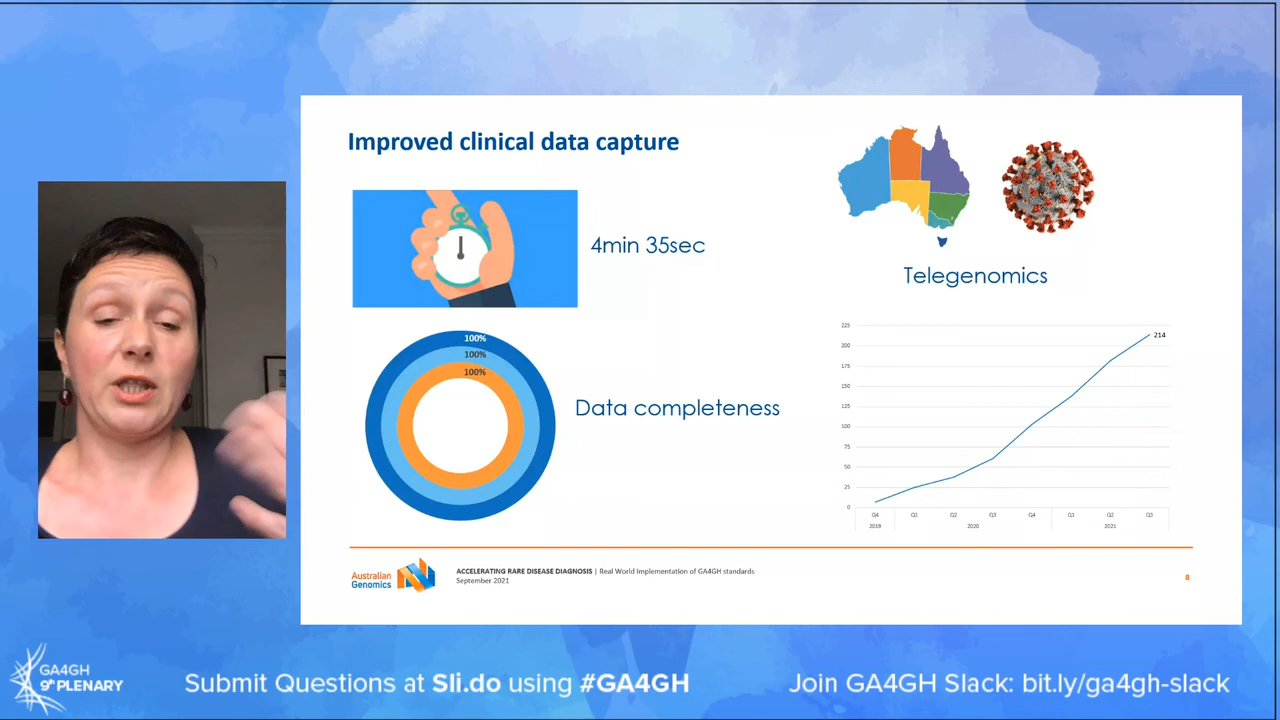 Improved clinical data capture
4min 35sec
100%
100%
100%
Data completeness
Telegenomics
225
200
175
150
125
100
75
50
25
0
214
Q4 Q1 Q2 Q3 Q4 Q1 Q2 Q3
2019 2020 2021
Australian
Genomics
ACCELERATING RARE DISEASE DIAGNOSIS | Real World Implementation of GA4GH standards
September 2021
8
GA4GH
9th PLENARY
Submit Questions at Sli.do using #GA4GH
Join GA4GH Slack: bit.ly/ga4gh-slack